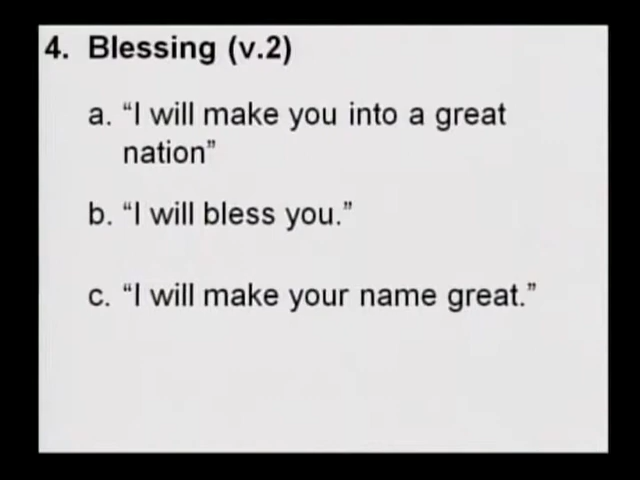 4. Blessing (v.2)
a. “I will make you into a great
nation”
b. “I will bless you.”
c. “I will make your name great.”